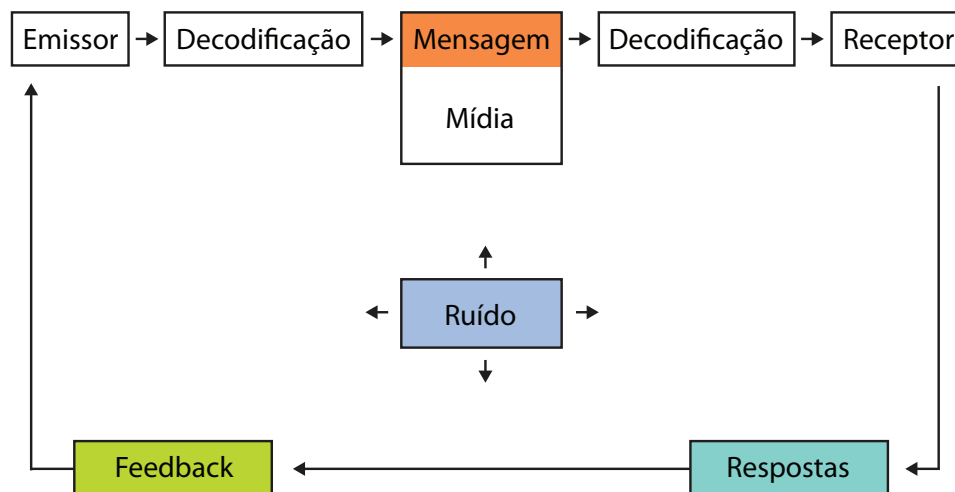 Emissor
Decodificação
Mensagem
Decodificação
Receptor
Mídia
Ruído
Feedback
Respostas